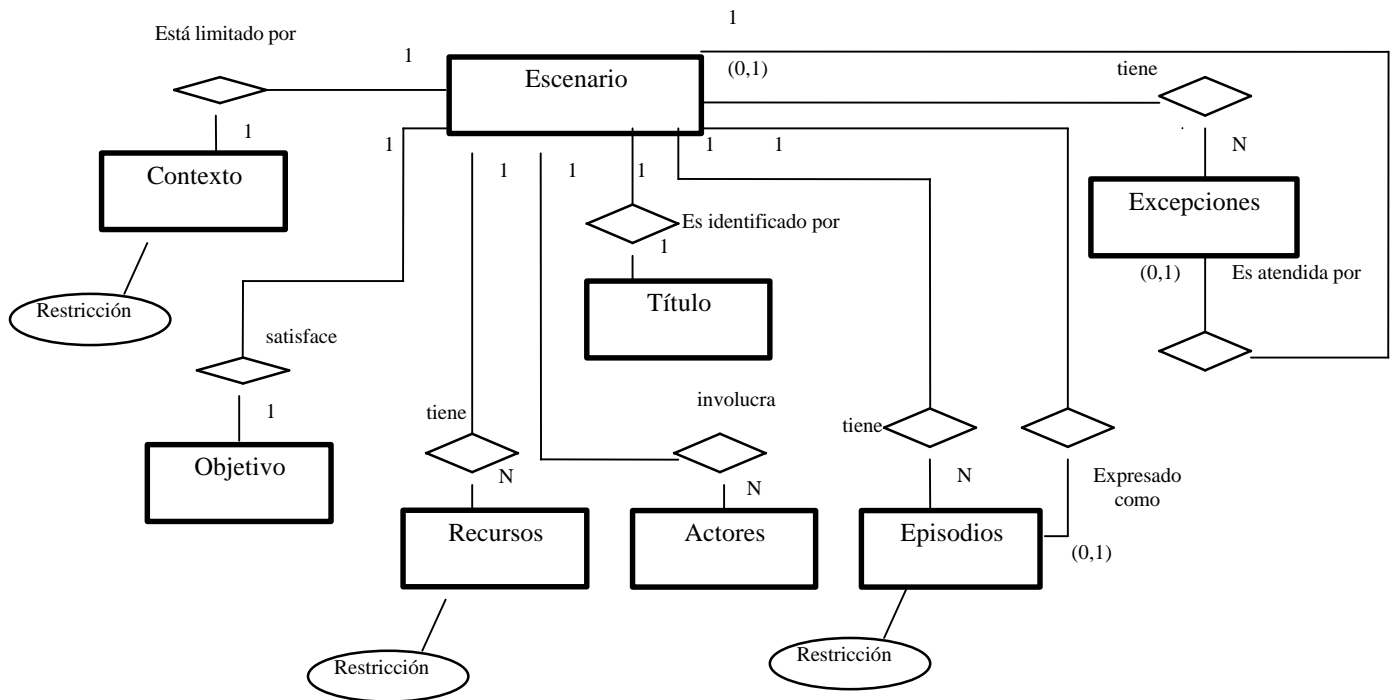 1
Está limitado por
1
Escenario
(0,1)
tiene
1
1
1
1
N
Contexto
1
1
1
Excepciones
Es identificado por
1
(0,1)
Es atendida por
Restricción
Título
satisface
involucra
1
tiene
tiene
Objetivo
N
N
N
Expresado
como
Recursos
Actores
Episodios
(0,1)
Restricción
Restricción